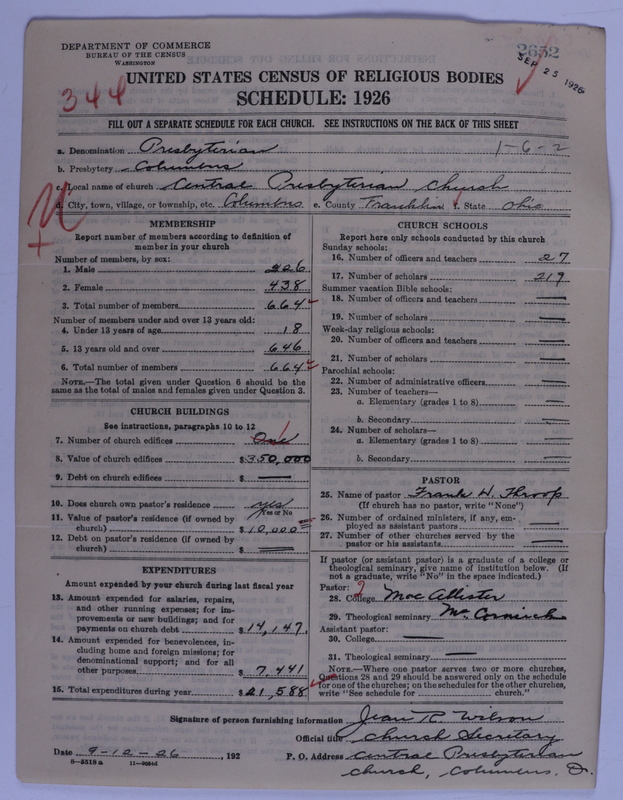 DEPARTMENT OF COMMERCE
BUREAU OF THE CENSUS
WASHINGTON
2652
SEP 25 1926
344
UNITED STATES CENSUS OF RELIGIOUS BODIES
SCHEDULE: 1926
FILL OUT A SEPARATE SCHEDULE FOR EACH CHURCH. SEE INSTRUCTIONS ON THE BACK OF THIS SHEET
a. Denomination Presbyterian 1-6-2
b. Presbytery Columbus
c. Local name of church Central Presbyterian Church
d. City, town, village, or township, etc. Columbus e. County Franklin f. State Ohio
MEMBERSHIP
Report number of members according to definition of
member in your church
Number of members, by sex:
1. Male 226
2. Female 438
3. Total number of members 664
Number of members under and over 13 years old:
4. Under 13 years of age 18
5. 13 years old and over 646
6. Total number of members 664
NOTE.—The total given under Question 6 should be the
same as the total of males and females given under Question 3.
CHURCH BUILDINGS
See instructions, paragraphs 10 to 12
7. Number of church edifices One
8. Value of church edifices $350,000
9. Debt on church edifices $ —
10. Does church own pastor's residence yes
Yes or No
11. Value of pastor's residence (if owned by
church) $10,000
12. Debt on pastor's residence (if owned by
church) $ —
EXPENDITURES
Amount expended by your church during last fiscal year
13. Amount expended for salaries, repairs,
and other running expenses; for im-
provements or new buildings; and for
payments on church debt $14,147
14. Amount expended for benevolences, in-
cluding home and foreign missions; for
denominational support; and for all
other purposes $7,441
15. Total expenditures during year $21,588
CHURCH SCHOOLS
Report here only schools conducted by this church
Sunday schools:
16. Number of officers and teachers 27
17. Number of scholars 219
Summer vacation Bible schools:
18. Number of officers and teachers —
19. Number of scholars —
Week-day religious schools:
20. Number of officers and teachers —
21. Number of scholars —
Parochial schools:
22. Number of administrative officers —
23. Number of teachers—
a. Elementary (grades 1 to 8) —
b. Secondary —
24. Number of scholars—
a. Elementary (grades 1 to 8) —
b. Secondary —
PASTOR
25. Name of pastor Frank H. Throop
(If church has no pastor, write "None")
26. Number of ordained ministers, if any, em-
ployed as assistant pastors —
27. Number of other churches served by the
pastor or his assistants —
If pastor (or assistant pastor) is a graduate of a college or
theological seminary, give name of institution below. (If
not a graduate, write "No" in the space indicated.)
Pastor:
28. College Mac Allister
29. Theological seminary Mc Cormick
Assistant pastor:
30. College —
31. Theological seminary —
NOTE.—Where one pastor serves two or more churches,
Questions 28 and 29 should be answered only on the schedule
for one of the churches; on the schedules for the other churches,
write "See schedule for church."
Signature of person furnishing information Jean R. Wilson
Official title Church Secretary
Date 9-12-26, 192 P. O. Address Central Presbyterian
8—5518a church, Columbus, O.